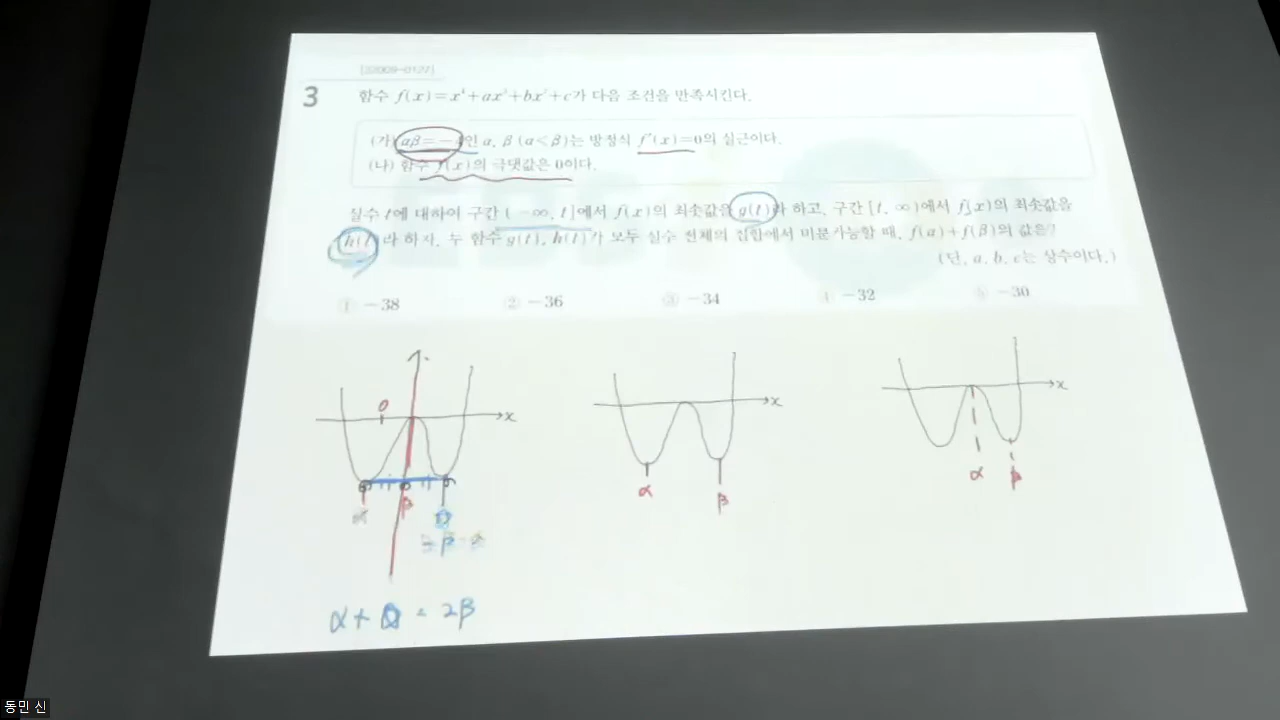 [22009-0127]
3 함수 f(x)=x⁴+ax³+bx²+c가 다음 조건을 만족시킨다.
(가) αβ=-4인 α, β (α<β)는 방정식 f′(x)=0의 실근이다.
(나) 함수 f(x)의 극댓값은 0이다.
실수 t에 대하여 구간 (-∞, t]에서 f(x)의 최솟값을 g(t)라 하고, 구간 [t, ∞)에서 f(x)의 최솟값을
h(t)라 하자. 두 함수 g(t), h(t)가 모두 실수 전체의 집합에서 미분가능할 때, f(α)+f(β)의 값은?
(단, a, b, c는 상수이다.)
① -38 ② -36 ③ -34 ④ -32 ⑤ -30
0 x x x
α β
α β
α β
α+ = 2β
동민 신